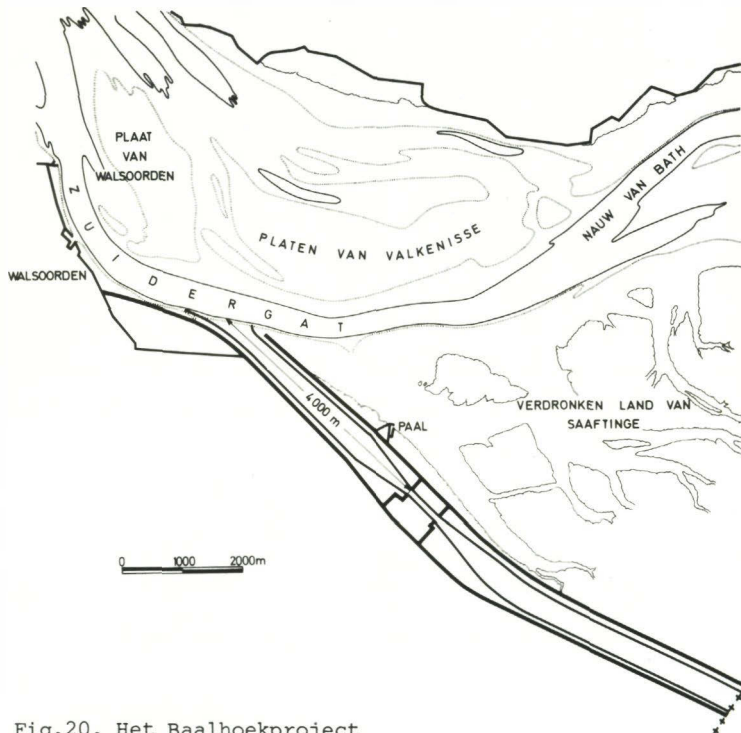 PLAAT
VAN
WALSOORDEN
NAUW VAN BATH
PLATEN VAN VALKENISSE
ZUIDERGAT
WALSOORDEN
4000 m
PAAL
VERDRONKEN LAND VAN
SAAFTINGE
0 1000 2000m
Fig.20. Het Baalhoekproject